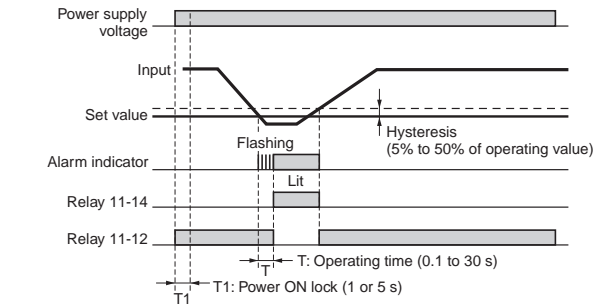 Power supply
voltage
Input
Set value
Hysteresis
(5% to 50% of operating value)
Flashing
Alarm indicator
Lit
Relay 11-14
Relay 11-12
T
T: Operating time (0.1 to 30 s)
T1: Power ON lock (1 or 5 s)
T1